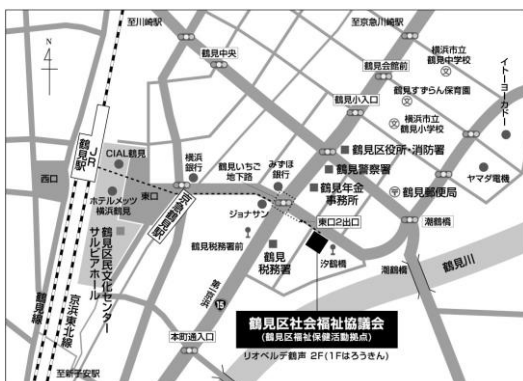 至川崎駅
至京急川崎駅
N
鶴見中央
鶴見会館前
横浜市立
鶴見中学校
文
イトーヨーカドー
鶴見すずらん保育園
鶴見小入口
横浜市立
鶴見小学校
文
JR
鶴見駅
CIAL鶴見
横浜
銀行
鶴見いちご
地下路
みずほ
銀行
鶴見区役所・消防署
鶴見警察署
ヤマダ電機
西口
東口
鶴見年金
事務所
鶴見郵便局
ホテルメッツ
横浜鶴見
京急鶴見駅
ジョナサン
東口2出口
潮鶴橋
鶴見区民文化センター
サルビアホール
鶴見税務署前
鶴見
税務署
汐鶴橋
潮鶴橋
鶴見川
鶴見線
京浜東北線
第一京浜
15
本町通入口
鶴見区社会福祉協議会
(鶴見区福祉保健活動拠点)
リオベルデ鶴声 2F(1Fはろうきん)
至新子安駅